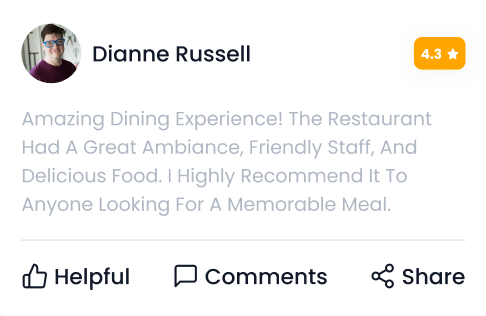 Dianne Russell
4.3
Amazing Dining Experience! The Restaurant
Had A Great Ambiance, Friendly Staff, And
Delicious Food. I Highly Recommend It To
Anyone Looking For A Memorable Meal.
Helpful Comments Share